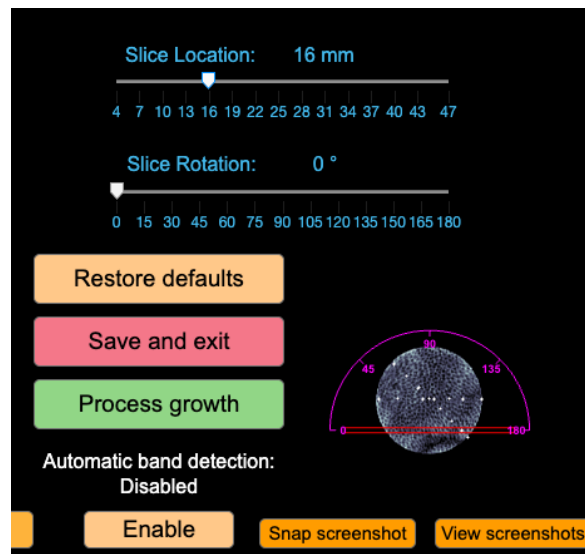 Slice Location: 16 mm
4 7 10 13 16 19 22 25 28 31 34 37 40 43 47
Slice Rotation: 0 °
0 15 30 45 60 75 90 105 120 135 150 165 180
Restore defaults
Save and exit
Process growth
90
45 135
0 180
Automatic band detection:
Disabled
Enable Snap screenshot View screenshots